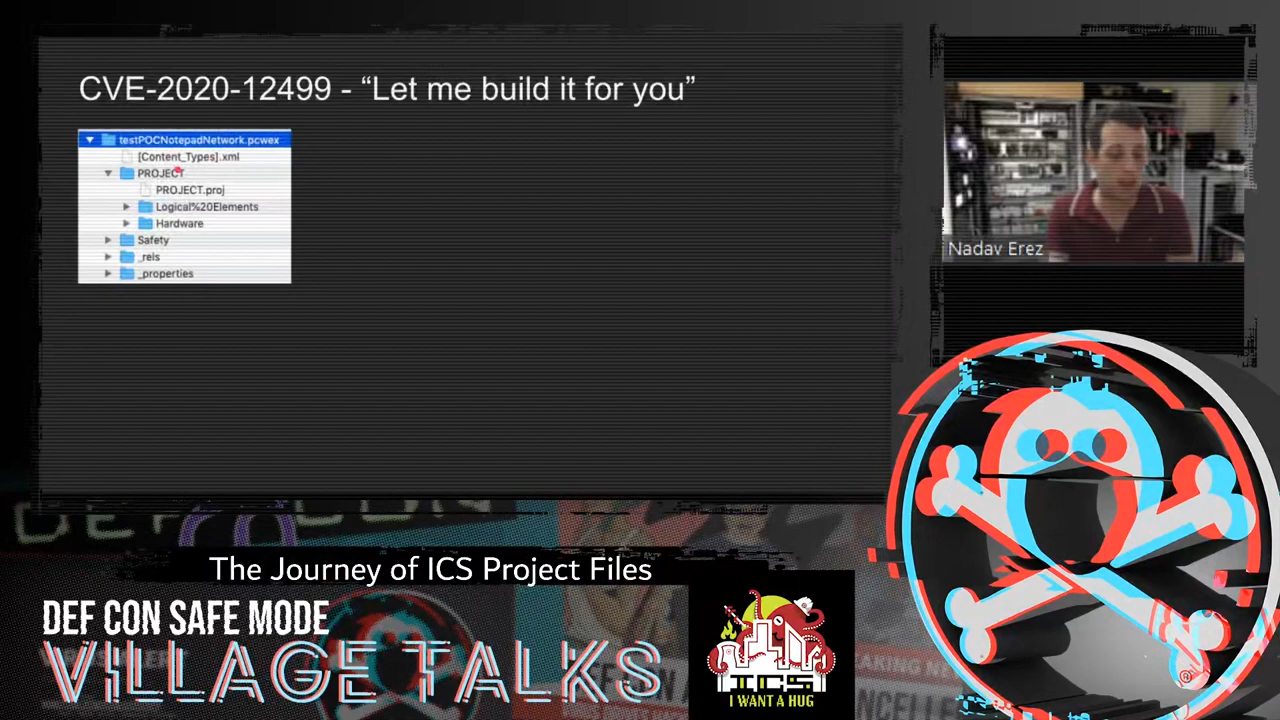 CVE-2020-12499 - “Let me build it for you”
testPOCNotepadNetwork.pcwex
[Content_Types].xml
PROJECT
PROJECT.proj
Logical%20Elements
Hardware
Safety
_rels
_properties
Nadav Erez
The Journey of ICS Project Files
DEF CON SAFE MODE
VILLAGE TALKS
ICS
I WANT A HUG
DEF CON
®